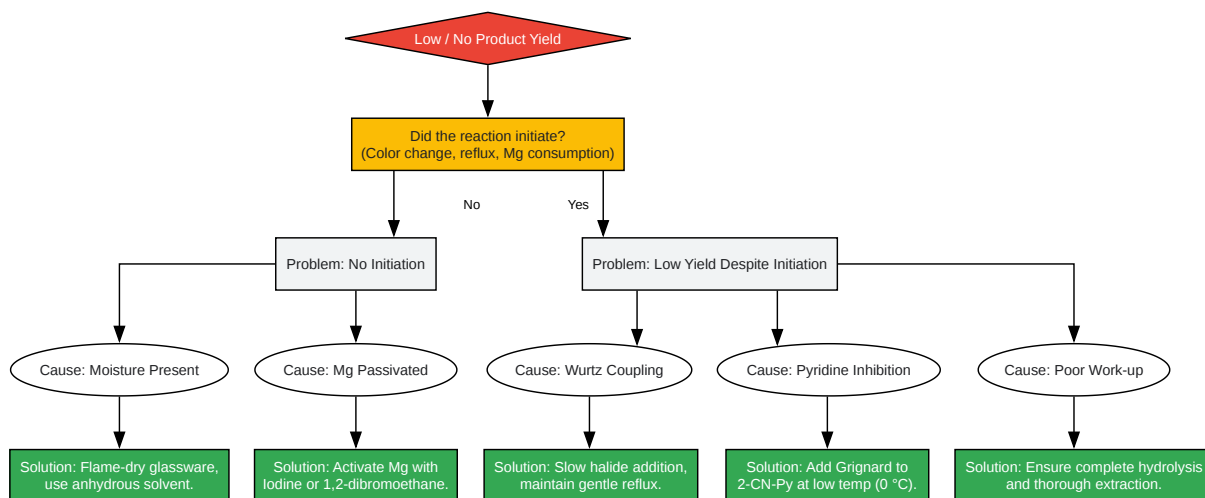 Low / No Product Yield
Did the reaction initiate?
(Color change, reflux, Mg consumption)
No
Yes
Problem: No Initiation
Problem: Low Yield Despite Initiation
Cause: Moisture Present
Cause: Mg Passivated
Cause: Wurtz Coupling
Cause: Pyridine Inhibition
Cause: Poor Work-up
Solution: Flame-dry glassware,
use anhydrous solvent.
Solution: Activate Mg with
Iodine or 1,2-dibromoethane.
Solution: Slow halide addition,
maintain gentle reflux.
Solution: Add Grignard to
2-CN-Py at low temp (0 °C).
Solution: Ensure complete hydrolysis
and thorough extraction.